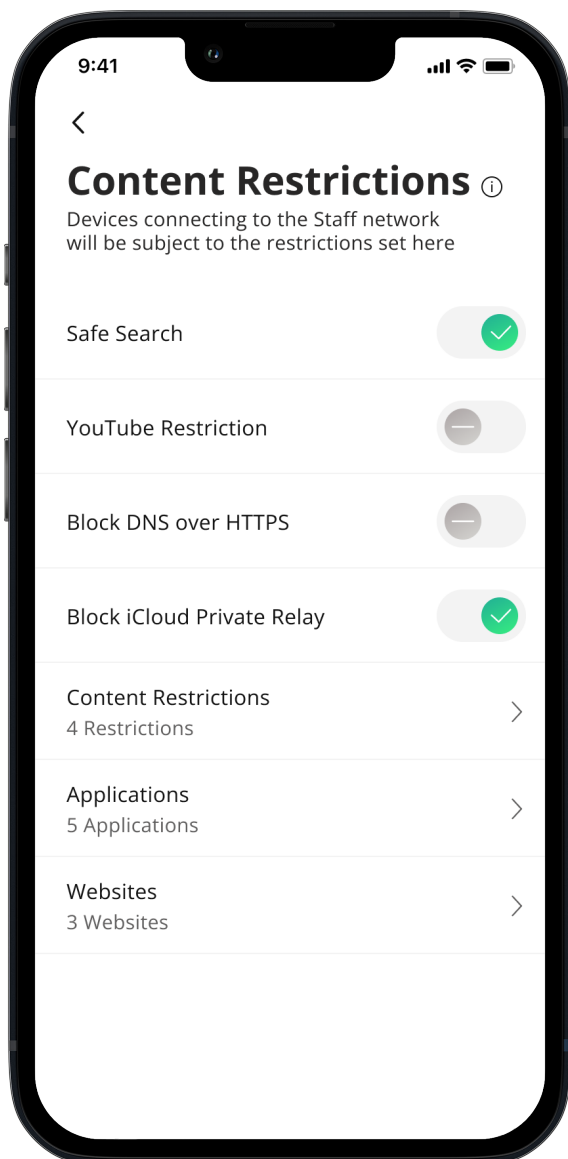 9:41
Content Restrictions
Devices connecting to the Staff network
will be subject to the restrictions set here
Safe Search
YouTube Restriction
Block DNS over HTTPS
Block iCloud Private Relay
Content Restrictions
4 Restrictions
Applications
5 Applications
Websites
3 Websites